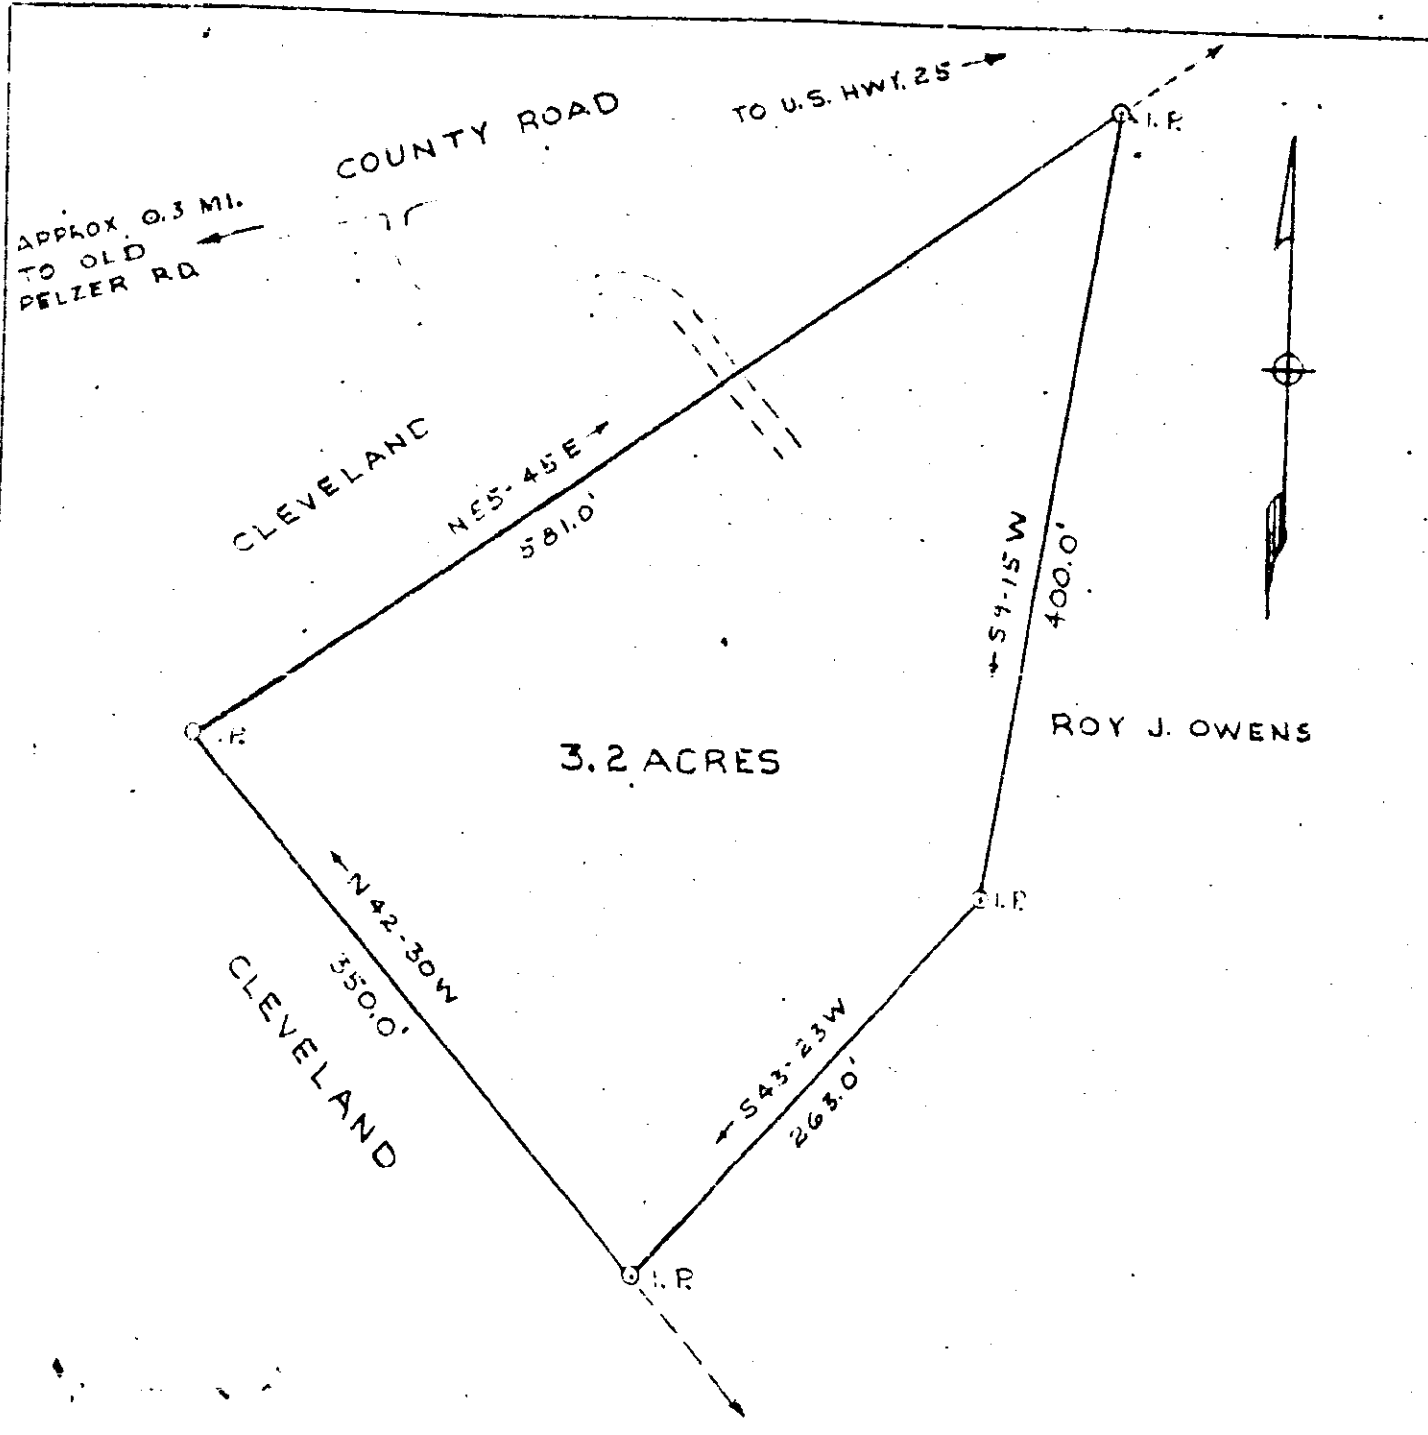 COUNTY ROAD
TO U.S. HWY. 25
I.P.
APPROX. 0.3 MI.
TO OLD
PELZER RD.
CLEVELAND
N55-45E
581.0'
S9-15W
400.0'
I.P.
3.2 ACRES
ROY J. OWENS
I.P.
N42-30W
350.0'
CLEVELAND
S43-23W
263.0'
I.P.